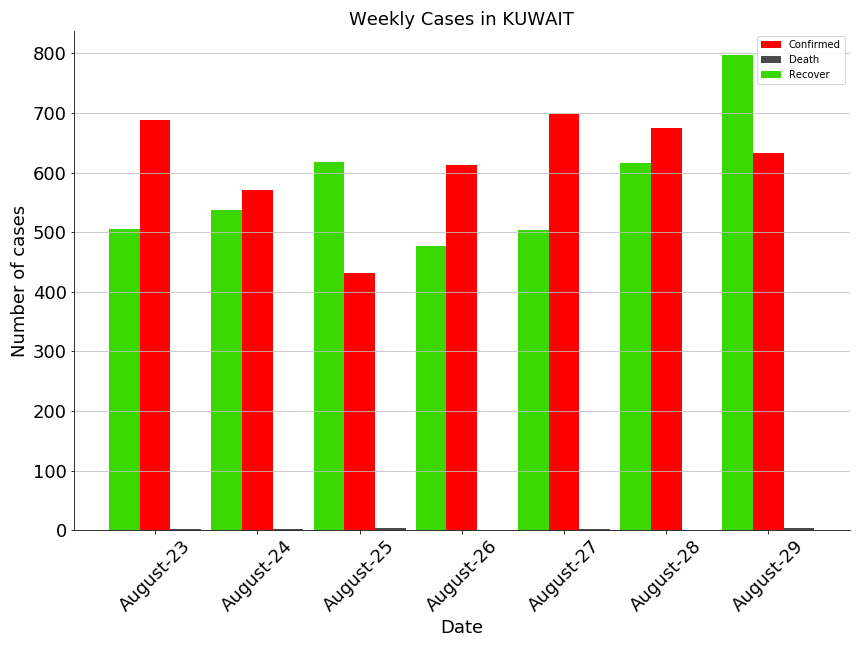 Weekly Cases in KUWAIT
Confirmed
Death
Recover
Number of cases
800
700
600
500
400
300
200
100
0
August-23
August-24
August-25
August-26
August-27
August-28
August-29
Date